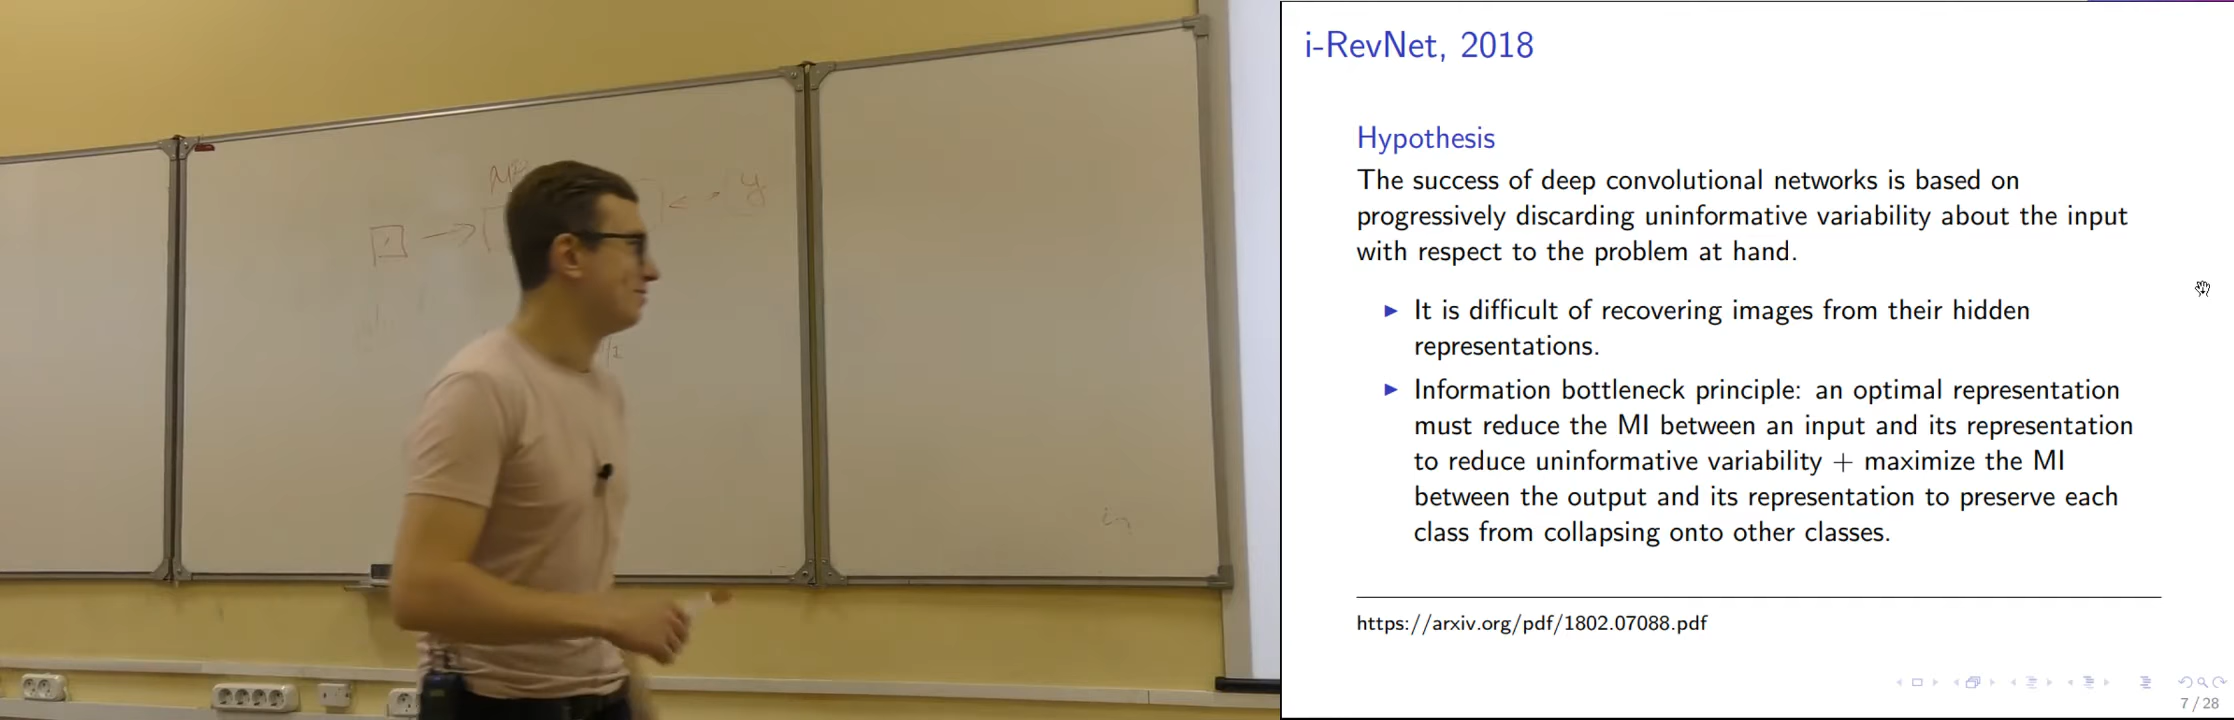 y
i-RevNet, 2018
Hypothesis
The success of deep convolutional networks is based on
progressively discarding uninformative variability about the input
with respect to the problem at hand.
▶ It is difficult of recovering images from their hidden
representations.
▶ Information bottleneck principle: an optimal representation
must reduce the MI between an input and its representation
to reduce uninformative variability + maximize the MI
between the output and its representation to preserve each
class from collapsing onto other classes.
https://arxiv.org/pdf/1802.07088.pdf
7 / 28